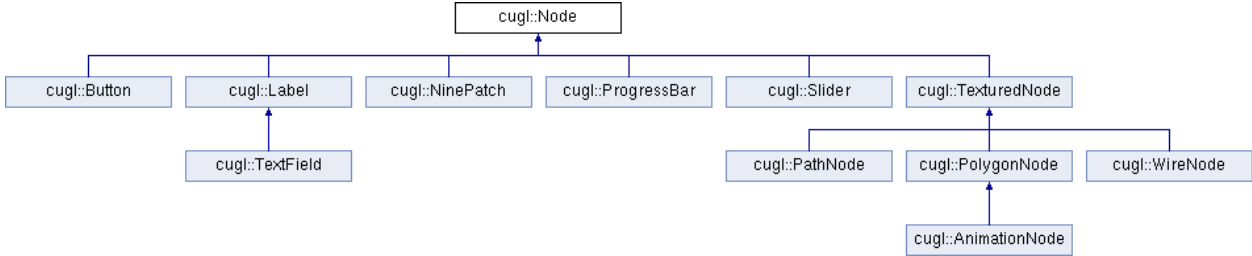 cugl::Node
cugl::Button
cugl::Label
cugl::NinePatch
cugl::ProgressBar
cugl::Slider
cugl::TexturedNode
cugl::TextField
cugl::PathNode
cugl::PolygonNode
cugl::WireNode
cugl::AnimationNode